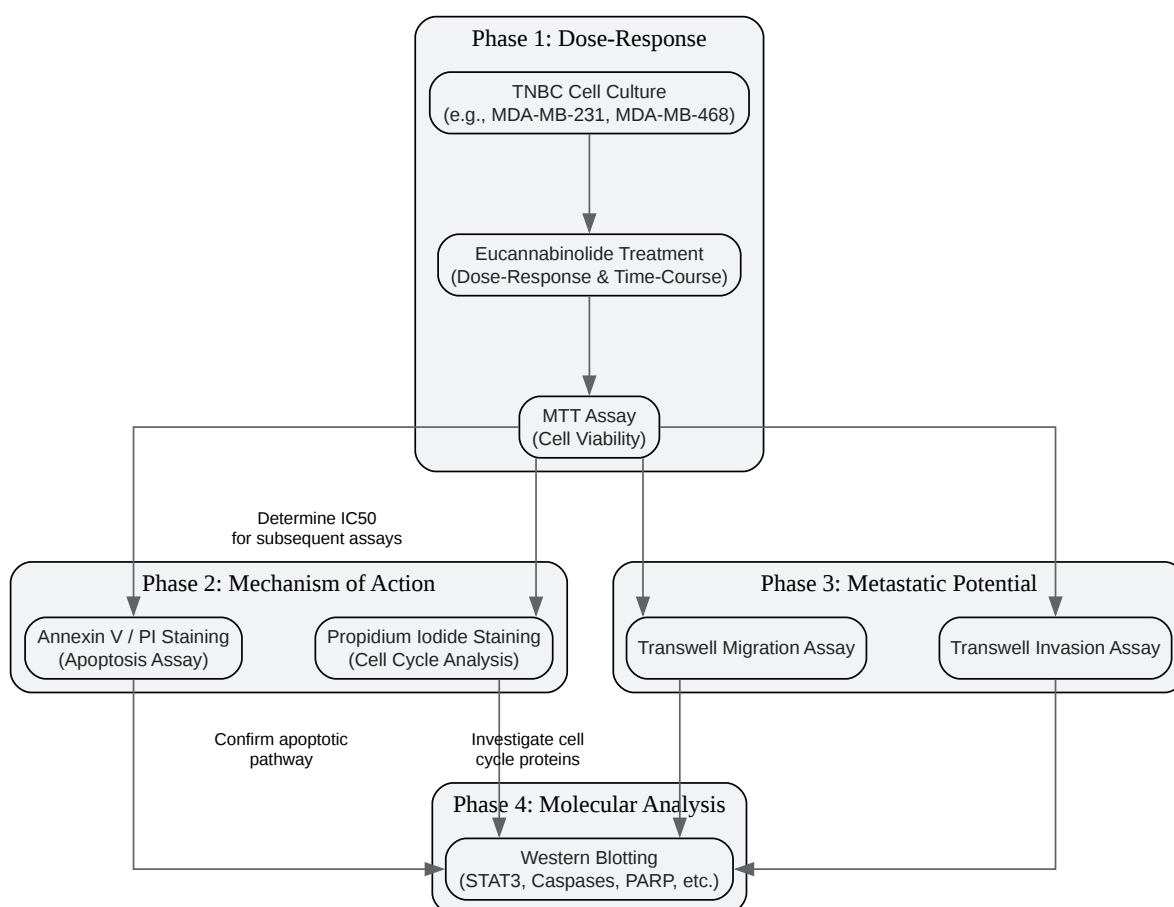 Phase 1: Dose-Response
TNBC Cell Culture
(e.g., MDA-MB-231, MDA-MB-468)
Eucannabinolide Treatment
(Dose-Response & Time-Course)
MTT Assay
(Cell Viability)
Determine IC50
for subsequent assays
Phase 2: Mechanism of Action
Annexin V / PI Staining
(Apoptosis Assay)
Propidium Iodide Staining
(Cell Cycle Analysis)
Phase 3: Metastatic Potential
Transwell Migration Assay
Transwell Invasion Assay
Confirm apoptotic
pathway
Investigate cell
cycle proteins
Phase 4: Molecular Analysis
Western Blotting
(STAT3, Caspases, PARP, etc.)